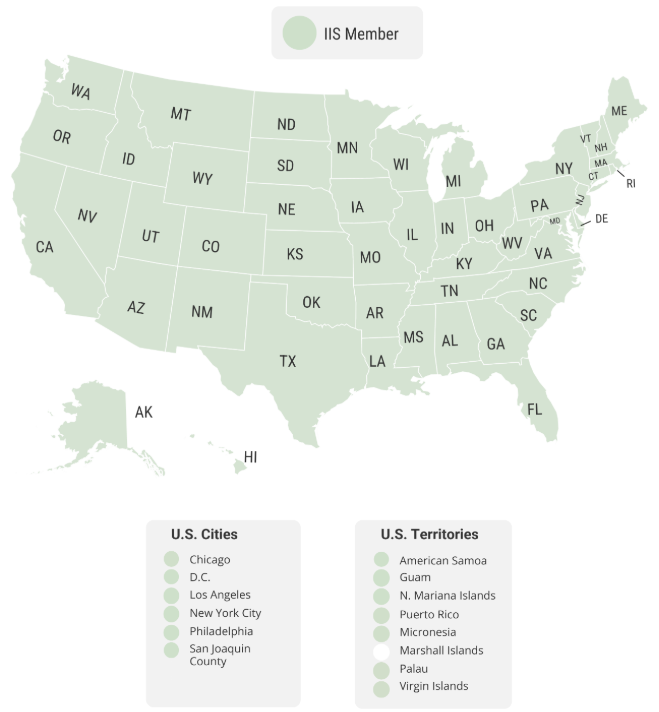 IIS Member
WA
MT
ND
MN
ME
VT
NH
OR
ID
SD
WI
MI
NY
MA
CT
RI
WY
NE
IA
PA
NJ
NV
UT
CO
KS
MO
IL
IN
OH
WV
MD
DE
CA
KY
VA
AZ
NM
OK
AR
TN
NC
SC
TX
LA
MS
AL
GA
FL
AK
HI
U.S. Cities
Chicago
D.C.
Los Angeles
New York City
Philadelphia
San Joaquin
County
U.S. Territories
American Samoa
Guam
N. Mariana Islands
Puerto Rico
Micronesia
Marshall Islands
Palau
Virgin Islands